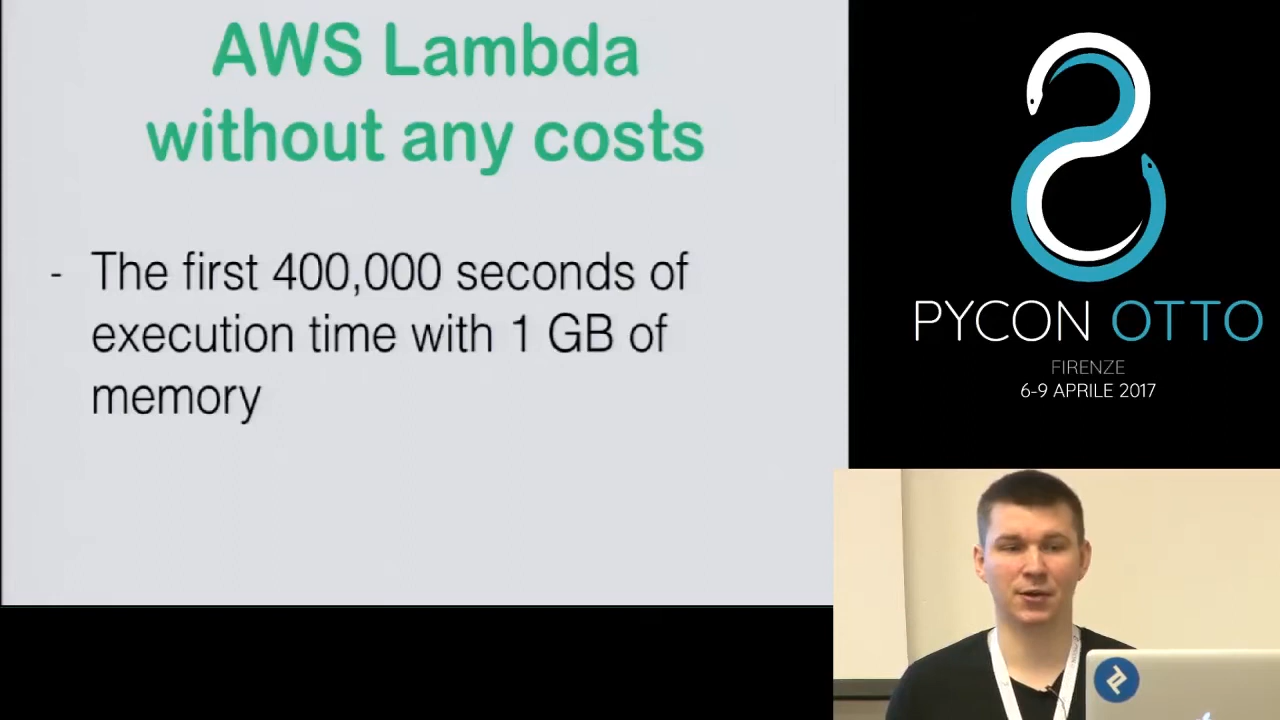 AWS Lambda
without any costs
- The first 400,000 seconds of
execution time with 1 GB of
memory
PYCON OTTO
FIRENZE
6-9 APRILE 2017